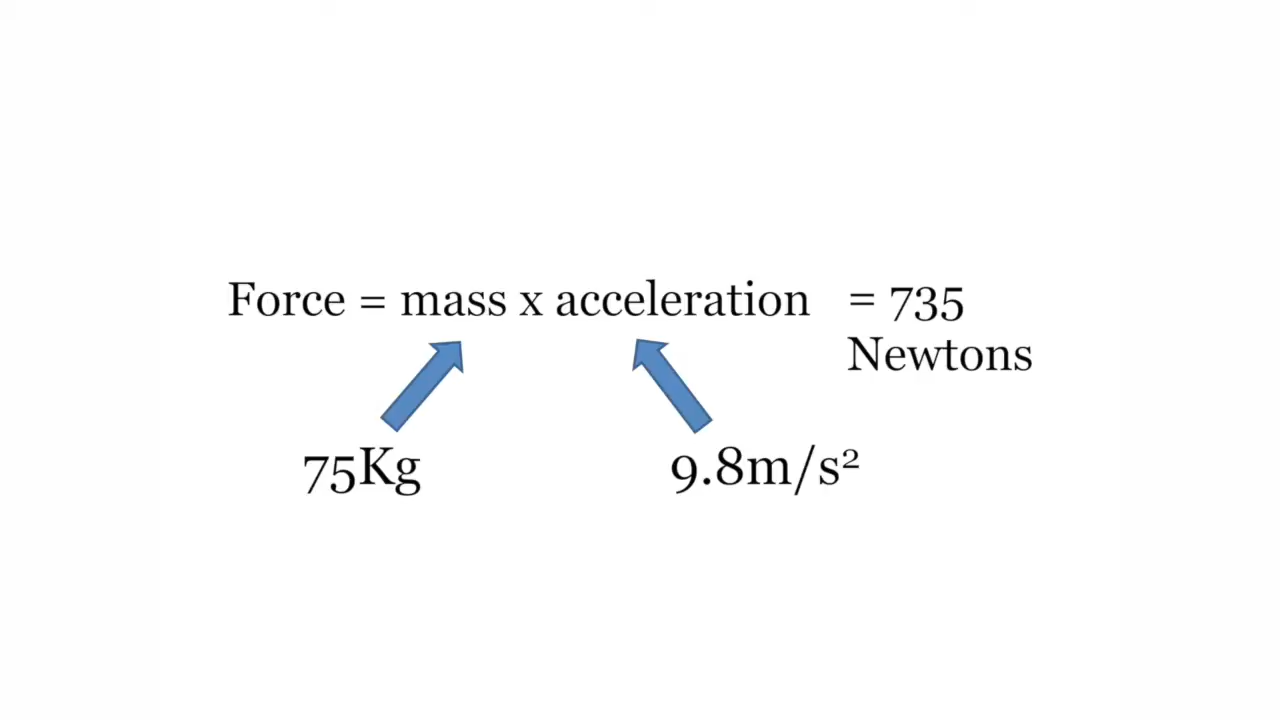 Force = mass x acceleration = 735
Newtons
75Kg
9.8m/s²